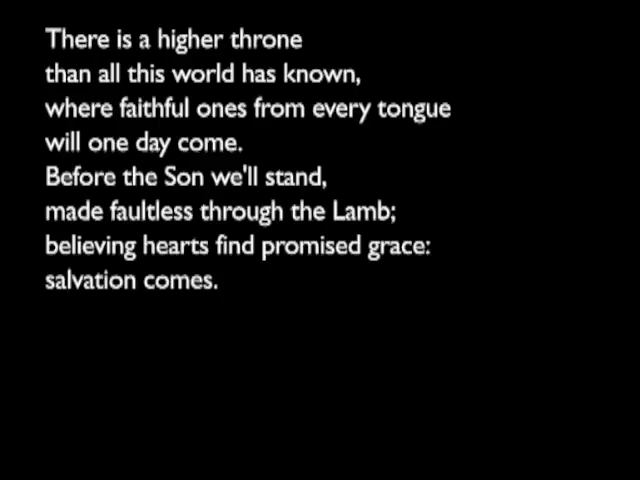 There is a higher throne
than all this world has known,
where faithful ones from every tongue
will one day come.
Before the Son we'll stand,
made faultless through the Lamb;
believing hearts find promised grace:
salvation comes.